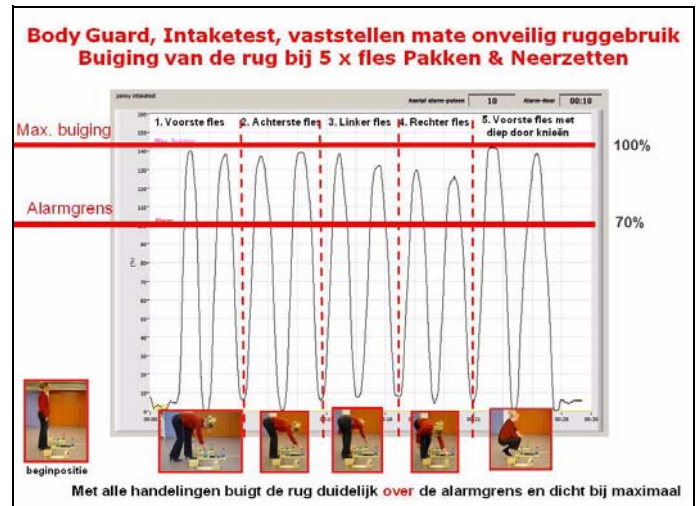 Body Guard, Intaketest, vaststellen mate onveilig ruggebruik
Buiging van de rug bij 5 x fles Pakken & Neerzetten
Aantal alarm-pulsen 10 Alarm-duur 00:10
1. Voorste fles 2. Achterste fles 3. Linker fles 4. Rechter fles 5. Voorste fles met
diep door knieën
Max. buiging
100%
Alarmgrens
70%
beginpositie
Met alle handelingen buigt de rug duidelijk over de alarmgrens en dicht bij maximaal